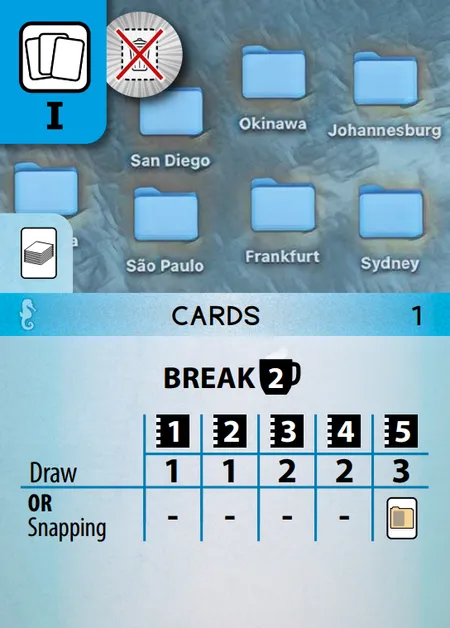 I
San Diego
Okinawa
Johannesburg
a
São Paulo
Frankfurt
Sydney
CARDS 1
BREAK 2
1 2 3 4 5
Draw 1 1 2 2 3
OR
Snapping - - - -